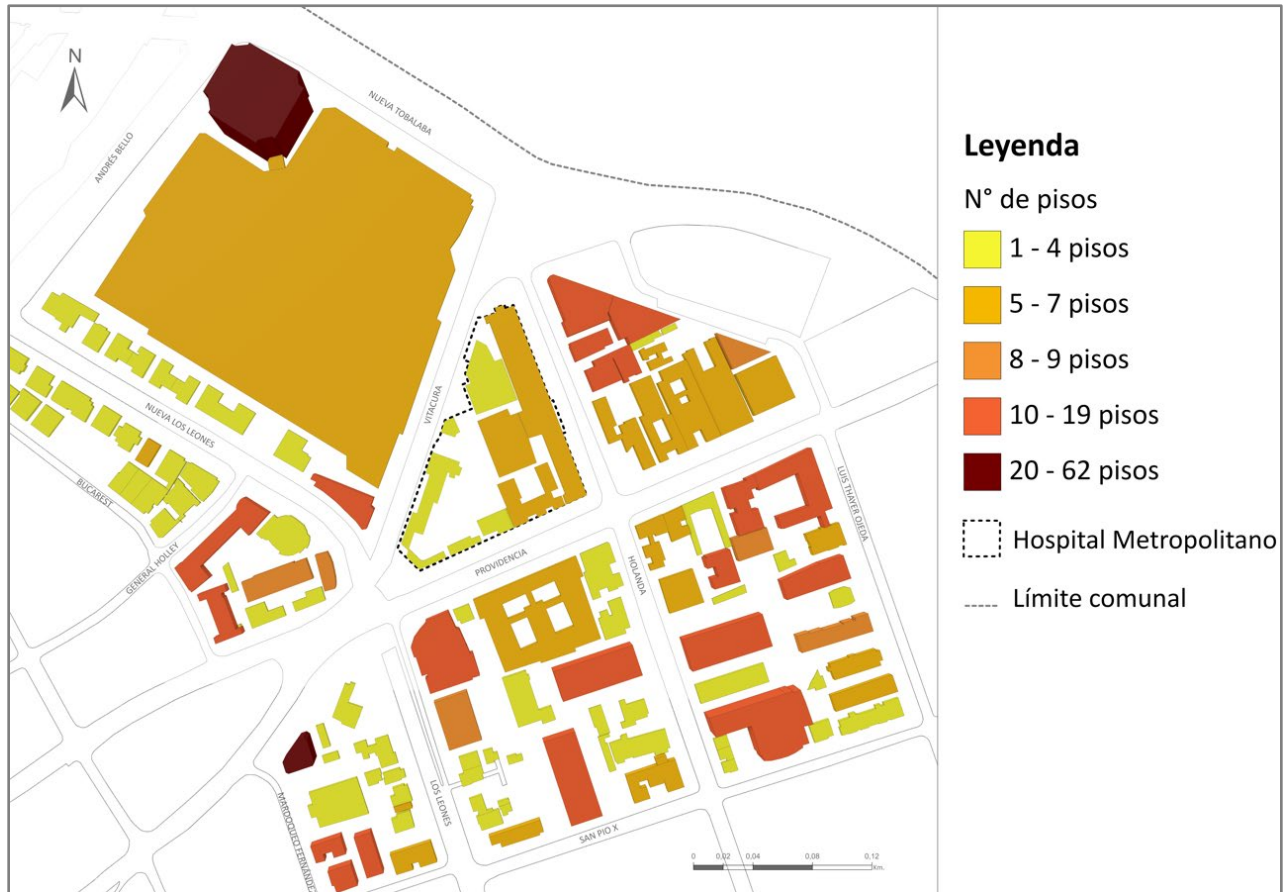 N
NUEVA TOBALABA
ANDRÉS BELLO
VITACURA
NUEVA LOS LEONES
BUCAREST
GENERAL HOLLEY
PROVIDENCIA
HOLANDA
LUIS THAYER OJEDA
LOS LEONES
MARDOQUEO FERNÁNDEZ
SAN PIO X
0 0,02 0,04 0,08 0,12
Km.
Leyenda
N° de pisos
1 - 4 pisos
5 - 7 pisos
8 - 9 pisos
10 - 19 pisos
20 - 62 pisos
Hospital Metropolitano
Límite comunal